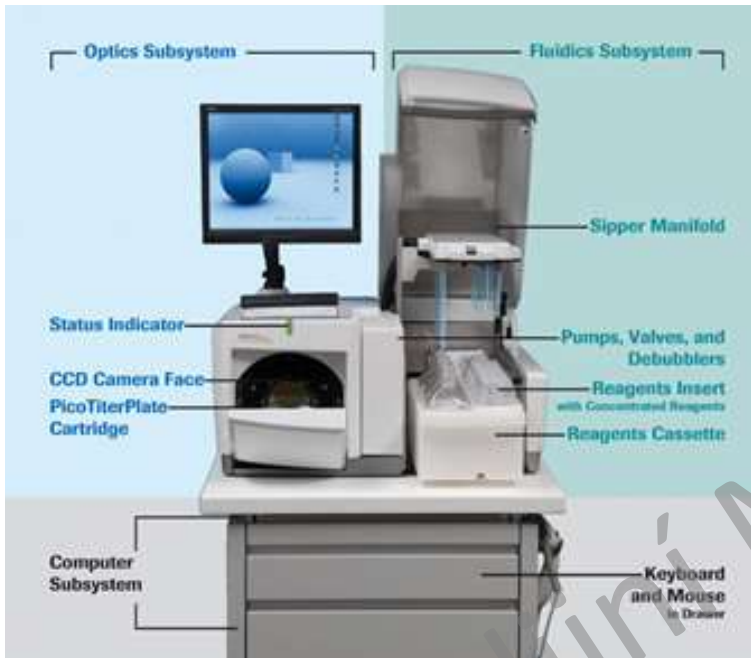 Optics Subsystem
Fluidics Subsystem
Sipper Manifold
Status Indicator
Pumps, Valves, and
Debubblers
CCD Camera Face
PicoTiterPlate
Cartridge
Reagents Insert
with Concentrated Reagents
Reagents Cassette
Computer
Subsystem
Keyboard
and Mouse
in Drawer